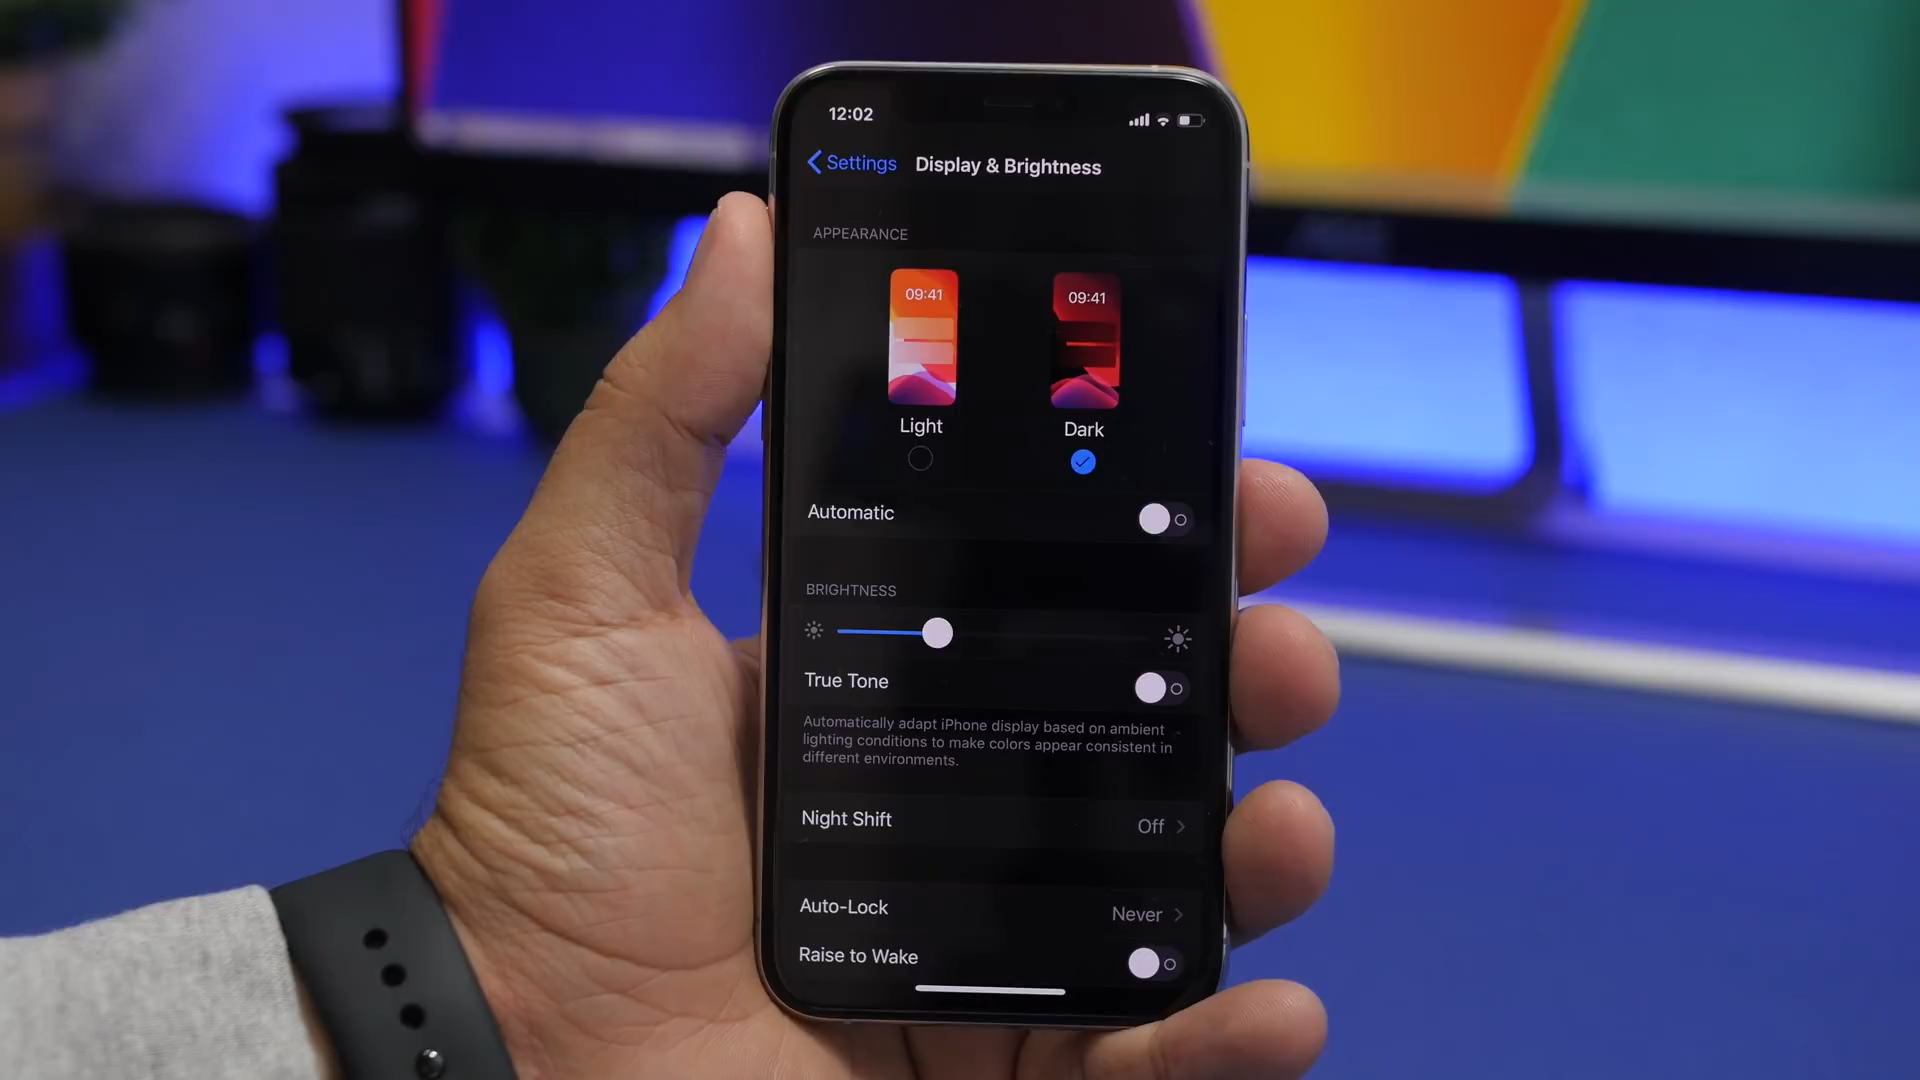 12:02
Settings
Display & Brightness
APPEARANCE
09:41
09:41
Light
Dark
Automatic
BRIGHTNESS
True Tone
Automatically adapt iPhone display based on ambient
lighting conditions to make colors appear consistent in
different environments.
Night Shift
Off
Auto-Lock
Never
Raise to Wake